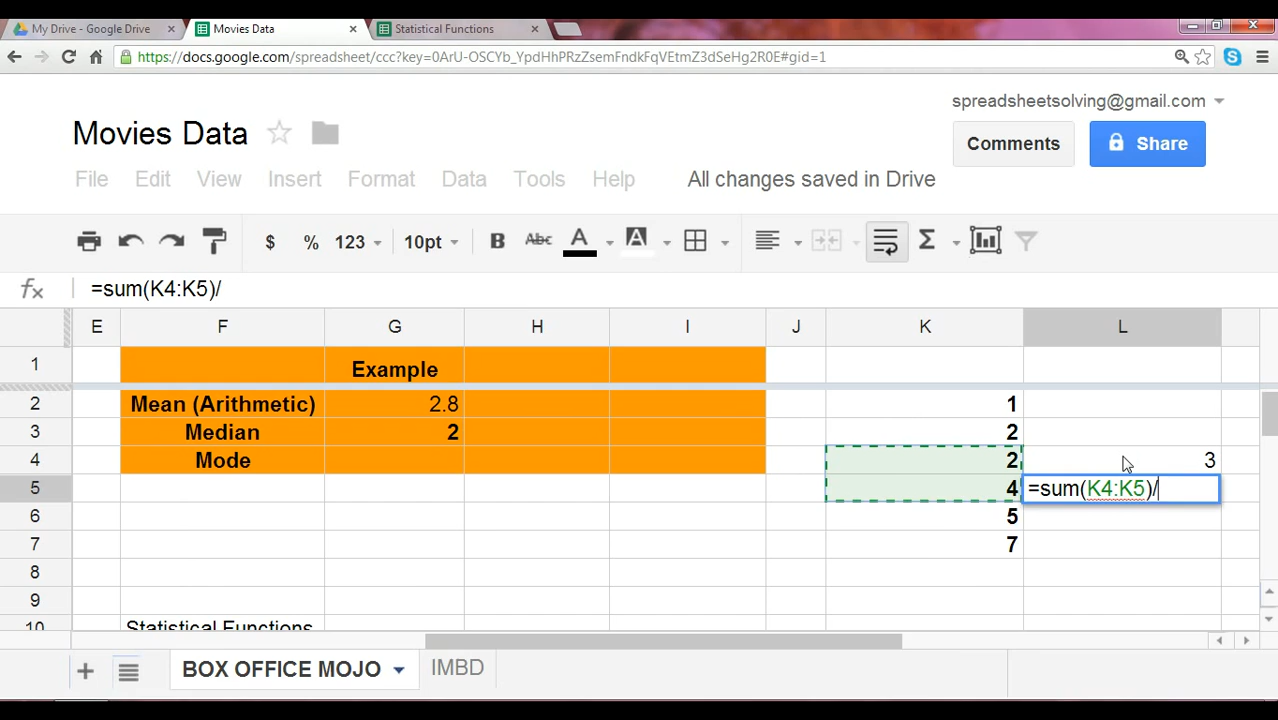 My Drive - Google Drive
Movies Data
Statistical Functions
https://docs.google.com/spreadsheet/ccc?key=0ArU-OSCYb_YpdHhPRzZsemFndkFqVEtmZ3dSeHg2R0E#gid=1
spreadsheetsolving@gmail.com
Movies Data
Comments
Share
File Edit View Insert Format Data Tools Help All changes saved in Drive
$ % 123 10pt B Abc A A Σ
fx =sum(K4:K5)/
E F G H I J K L
1 Example
2 Mean (Arithmetic) 2.8 1
3 Median 2 2
4 Mode 2 3
5 4 =sum(K4:K5)/
6 5
7 7
8
9
10 Statistical Functions
BOX OFFICE MOJO IMBD